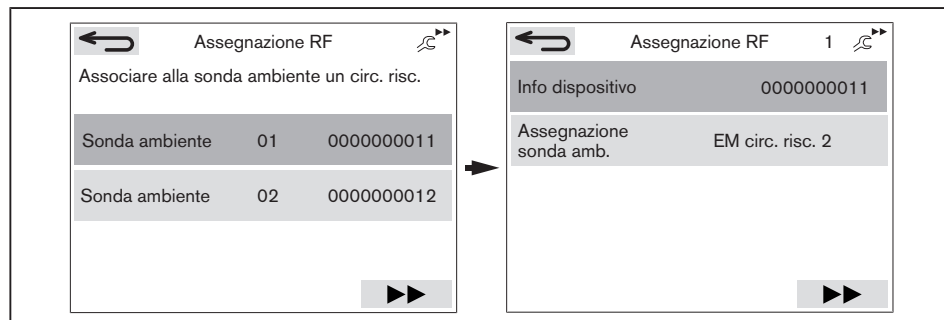 Assegnazione RF
Associare alla sonda ambiente un circ. risc.
Sonda ambiente 01 0000000011
Sonda ambiente 02 0000000012
Assegnazione RF 1
Info dispositivo 0000000011
Assegnazione
sonda amb. EM circ. risc. 2